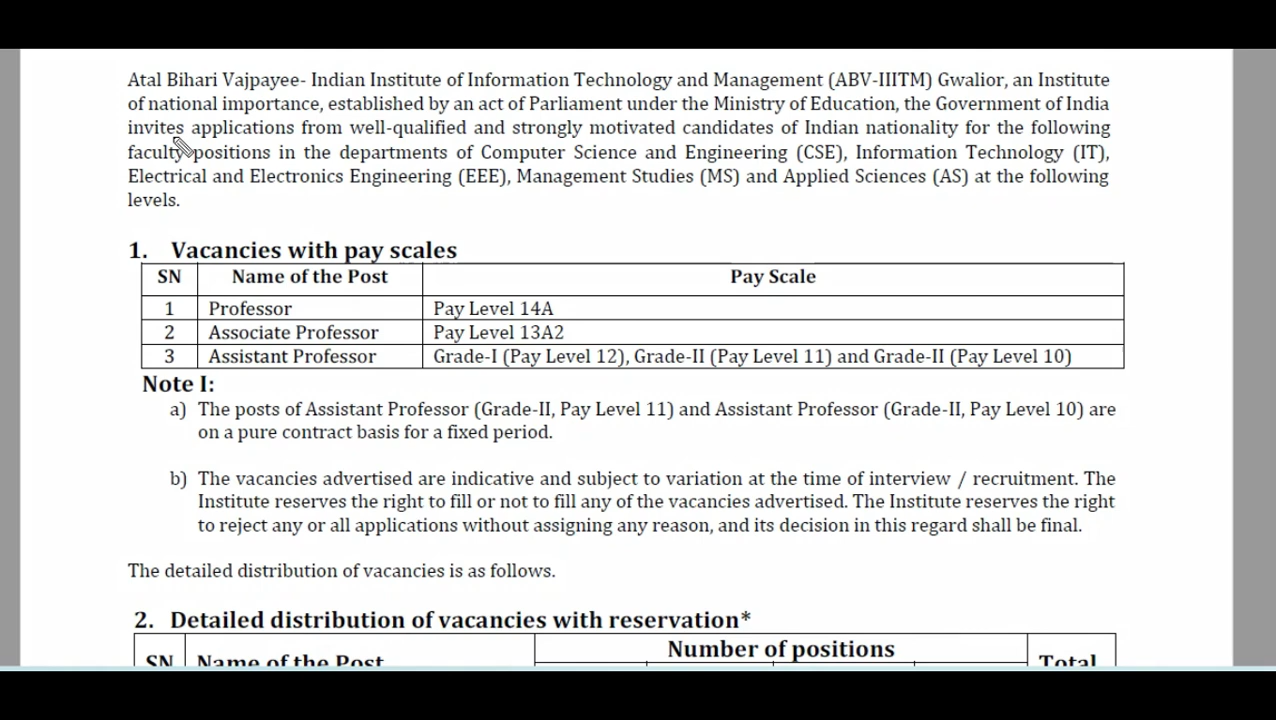 Atal Bihari Vajpayee- Indian Institute of Information Technology and Management (ABV-IIITM) Gwalior, an Institute
of national importance, established by an act of Parliament under the Ministry of Education, the Government of India
invites applications from well-qualified and strongly motivated candidates of Indian nationality for the following
faculty positions in the departments of Computer Science and Engineering (CSE), Information Technology (IT),
Electrical and Electronics Engineering (EEE), Management Studies (MS) and Applied Sciences (AS) at the following
levels.
1. Vacancies with pay scales
SN Name of the Post Pay Scale
1 Professor Pay Level 14A
2 Associate Professor Pay Level 13A2
3 Assistant Professor Grade-I (Pay Level 12), Grade-II (Pay Level 11) and Grade-II (Pay Level 10)
Note I:
a) The posts of Assistant Professor (Grade-II, Pay Level 11) and Assistant Professor (Grade-II, Pay Level 10) are
on a pure contract basis for a fixed period.
b) The vacancies advertised are indicative and subject to variation at the time of interview / recruitment. The
Institute reserves the right to fill or not to fill any of the vacancies advertised. The Institute reserves the right
to reject any or all applications without assigning any reason, and its decision in this regard shall be final.
The detailed distribution of vacancies is as follows.
2. Detailed distribution of vacancies with reservation*
Number of positions
SN Name of the Post Total